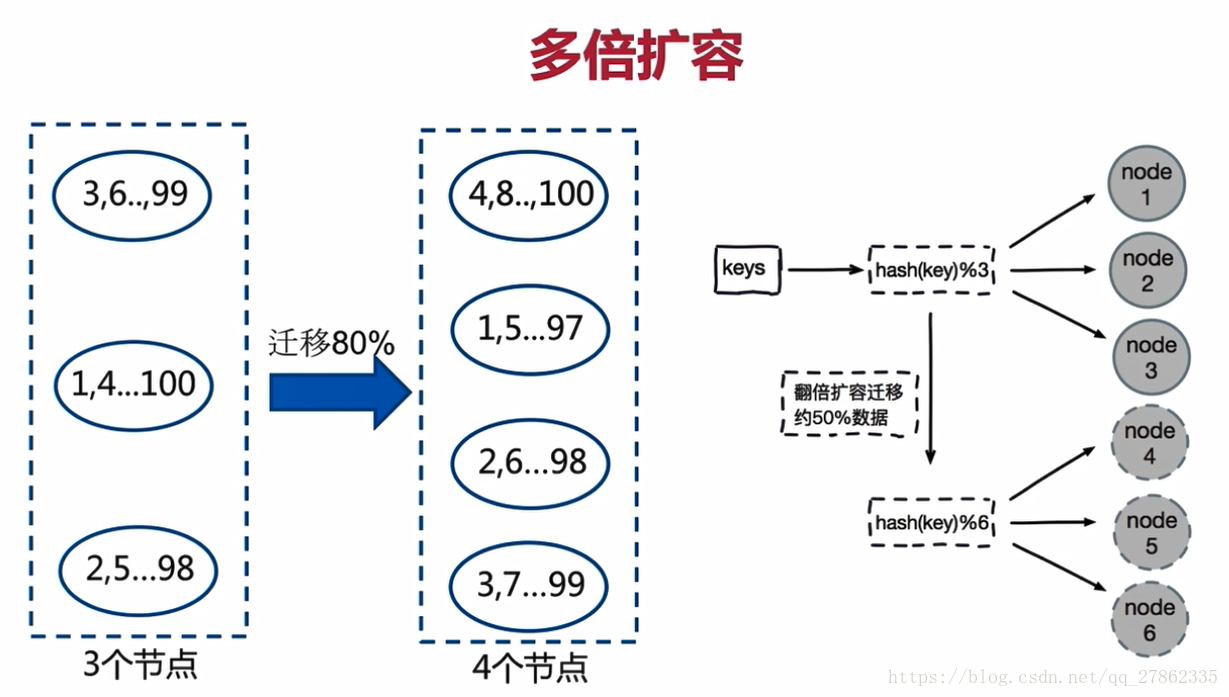 多倍扩容
3,6..,99
1,4...100
2,5...98
3个节点
迁移80%
4,8..,100
1,5...97
2,6...98
3,7...99
4个节点
keys
hash(key)%3
node
1
node
2
node
3
翻倍扩容迁移
约50%数据
hash(key)%6
node
4
node
5
node
6
https://blog.csdn.net/qq_27862335